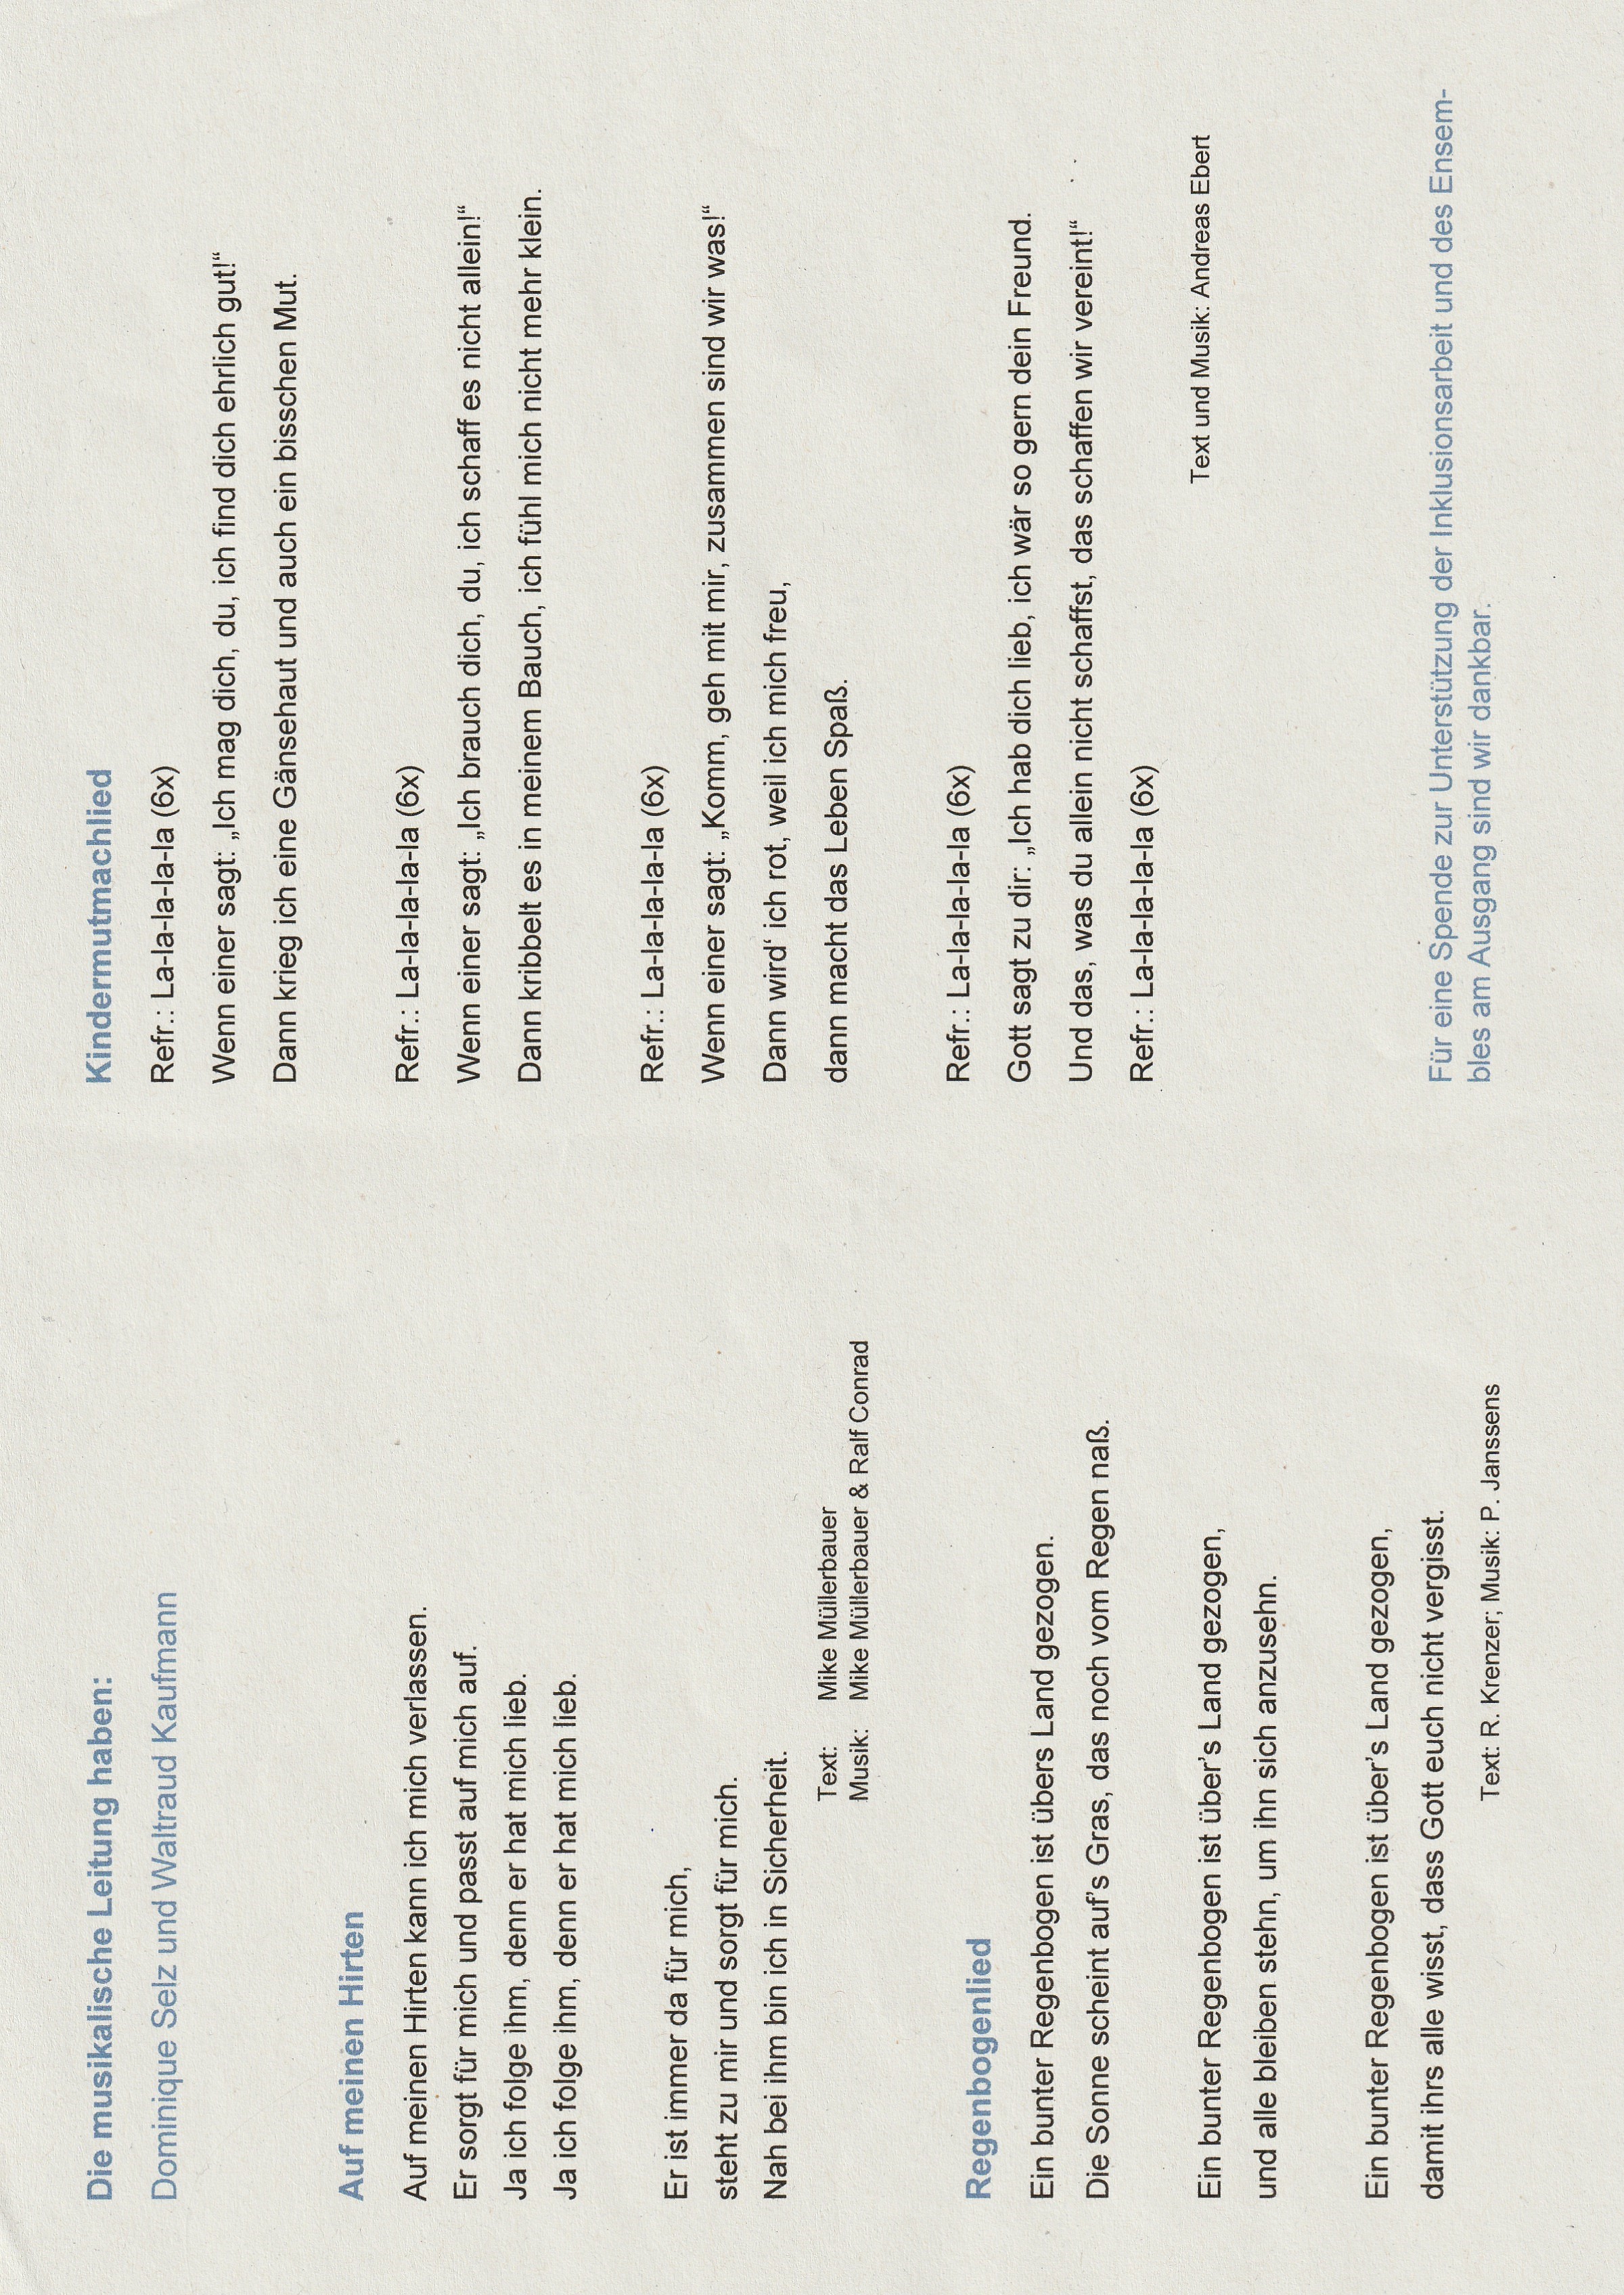 Die musikalische Leitung haben:
Dominique Selz und Waltraud Kaufmann
Auf meinen Hirten
Auf meinen Hirten kann ich mich verlassen.
Er sorgt für mich und passt auf mich auf.
Ja ich folge ihm, denn er hat mich lieb.
Ja ich folge ihm, denn er hat mich lieb.
Er ist immer da für mich,
steht zu mir und sorgt für mich.
Nah bei ihm bin ich in Sicherheit.
Text: Mike Müllerbauer
Musik: Mike Müllerbauer & Ralf Conrad
Regenbogenlied
Ein bunter Regenbogen ist übers Land gezogen.
Die Sonne scheint auf’s Gras, das noch vom Regen naß.
Ein bunter Regenbogen ist über’s Land gezogen,
und alle bleiben stehn, um ihn sich anzusehn.
Ein bunter Regenbogen ist über’s Land gezogen,
damit ihrs alle wisst, dass Gott euch nicht vergisst.
Text: R. Krenzer; Musik: P. Janssens
Kindermutmachlied
Refr.: La-la-la-la-la (6x)
Wenn einer sagt: „Ich mag dich, du, ich find dich ehrlich gut!“
Dann krieg ich eine Gänsehaut und auch ein bisschen Mut.
Refr.: La-la-la-la-la (6x)
Wenn einer sagt: „Ich brauch dich, du, ich schaff es nicht allein!“
Dann kribbelt es in meinem Bauch, ich fühl mich nicht mehr klein.
Refr.: La-la-la-la-la (6x)
Wenn einer sagt: „Komm, geh mit mir, zusammen sind wir was!“
Dann wird‘ ich rot, weil ich mich freu,
dann macht das Leben Spaß.
Refr.: La-la-la-la-la (6x)
Gott sagt zu dir: „Ich hab dich lieb, ich wär so gern dein Freund.
Und das, was du allein nicht schaffst, das schaffen wir vereint!“
Refr.: La-la-la-la-la (6x)
Text und Musik: Andreas Ebert
Für eine Spende zur Unterstützung der Inklusionsarbeit und des Ensem-
bles am Ausgang sind wir dankbar.